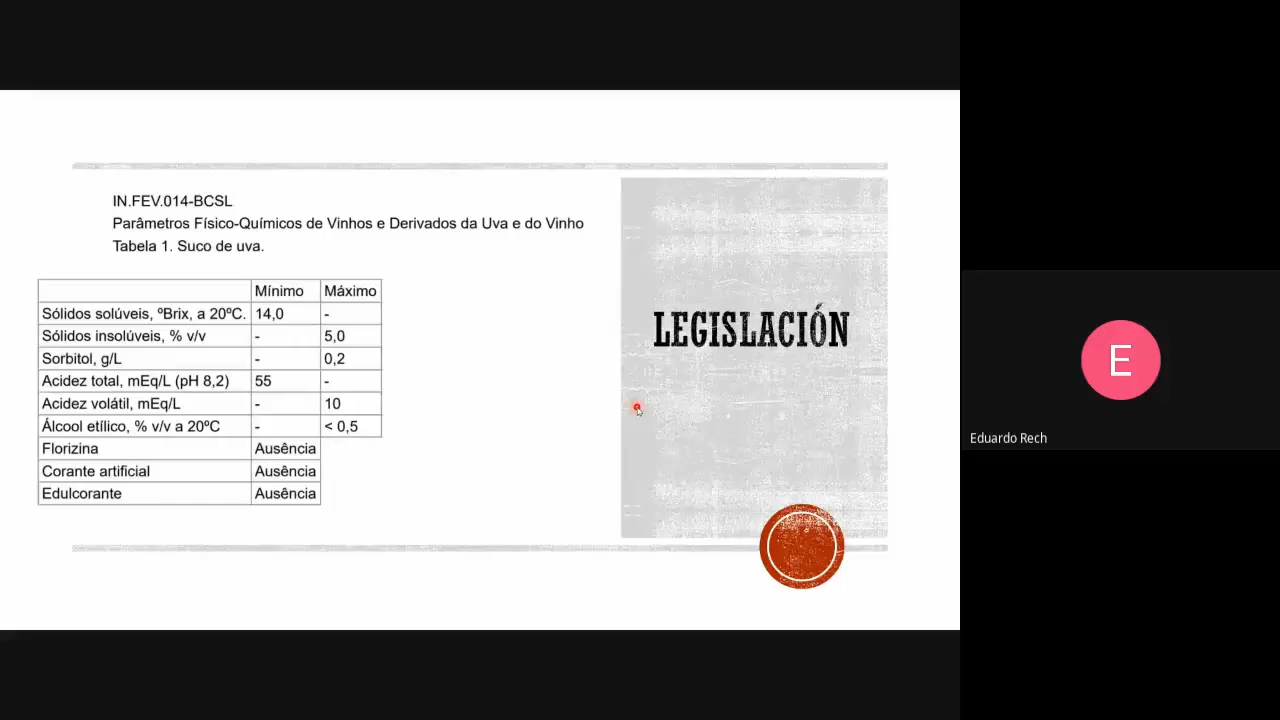 IN.FEV.014-BCSL
Parâmetros Físico-Químicos de Vinhos e Derivados da Uva e do Vinho
Tabela 1. Suco de uva.
Mínimo Máximo
Sólidos solúveis, ºBrix, a 20ºC. 14,0 -
Sólidos insolúveis, % v/v - 5,0
Sorbitol, g/L - 0,2
Acidez total, mEq/L (pH 8,2) 55 -
Acidez volátil, mEq/L - 10
Álcool etílico, % v/v a 20ºC - < 0,5
Florizina Ausência
Corante artificial Ausência
Edulcorante Ausência
LEGISLACIÓN
E
Eduardo Rech